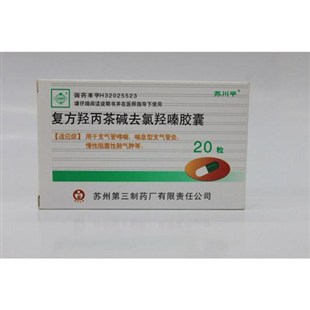 国药准字H32025523
苏川平
请仔细阅读说明书并在医师指导下使用
复方羟丙茶碱去氯羟嗪胶囊
【适应症】用于支气管哮喘、喘息型支气管炎、
慢性阻塞性肺气肿等。
20粒
苏州第三制药厂有限责任公司